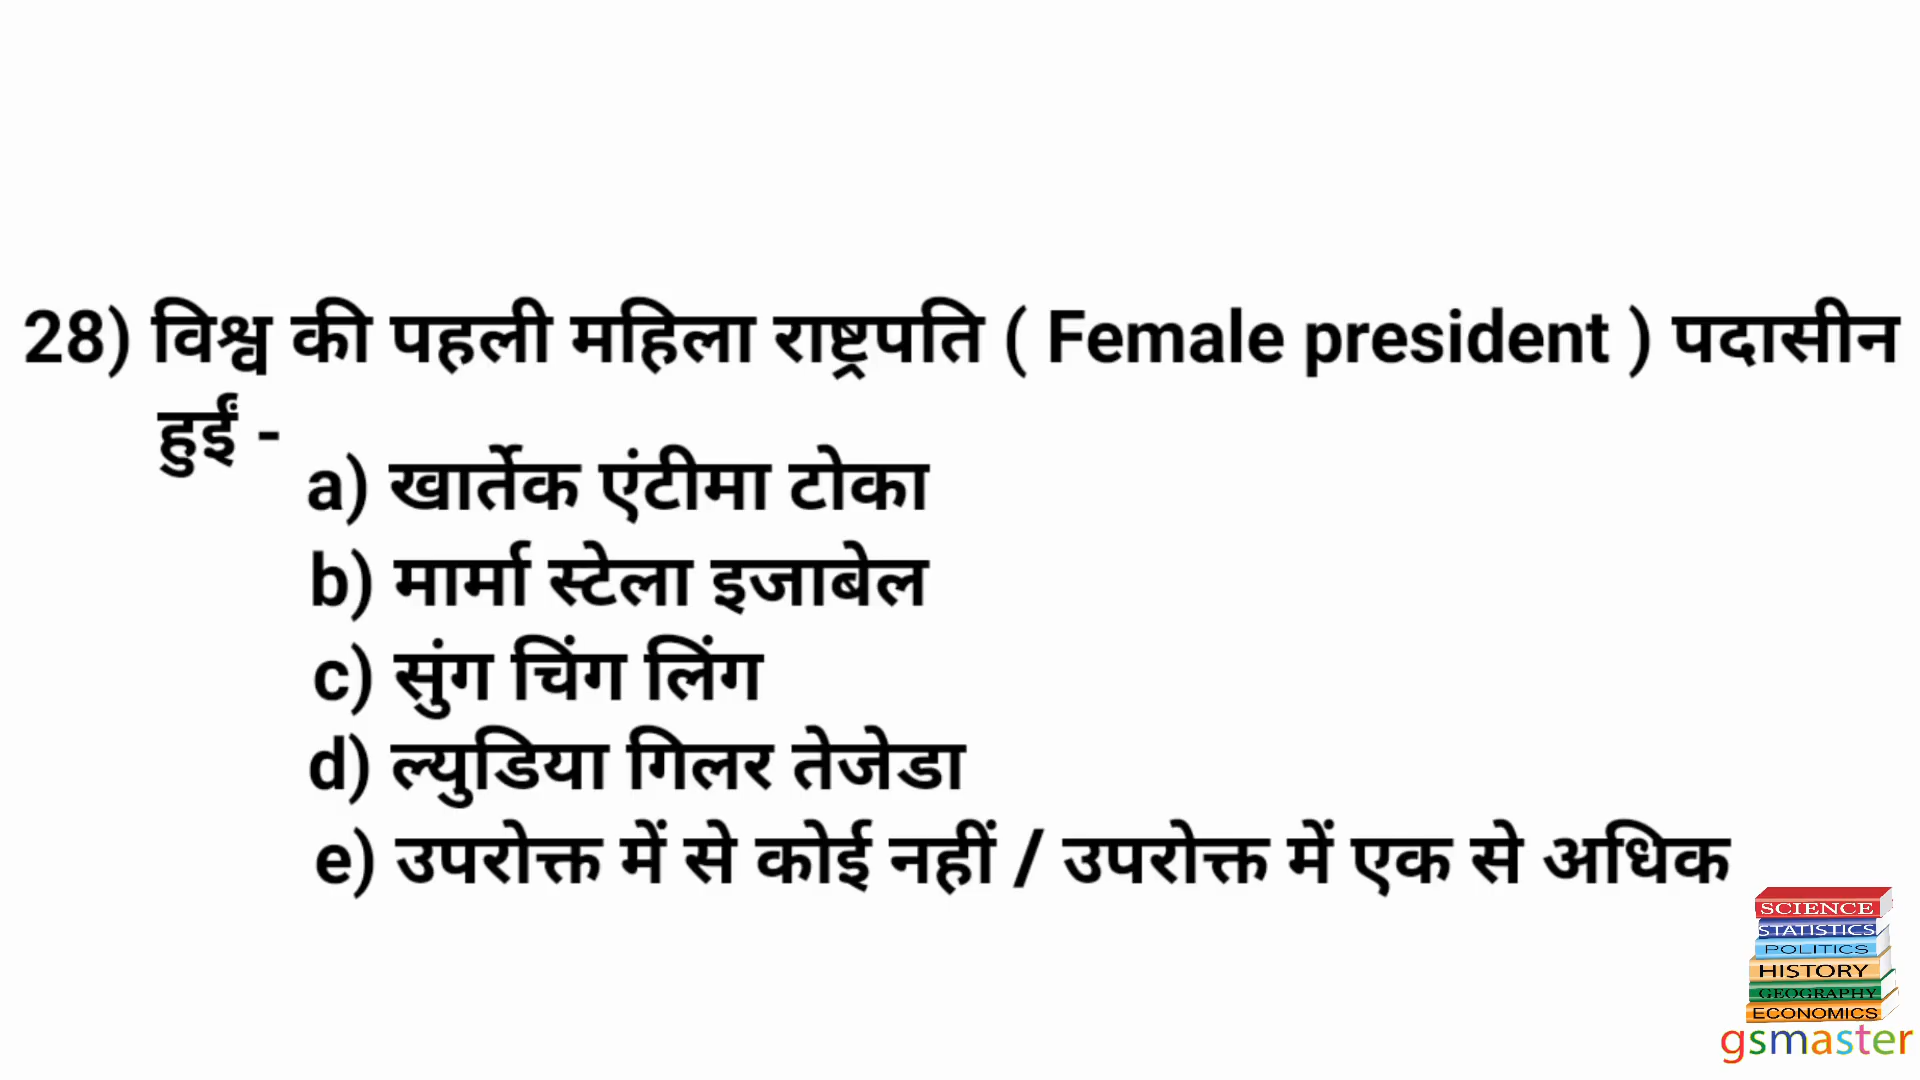 28) विश्व की पहली महिला राष्ट्रपति ( Female president ) पदासीन
हुईं -
a) खार्तेक एंटीमा टोका
b) मार्मा स्टेला इजाबेल
c) सुंग चिंग लिंग
d) ल्युडिया गिलर तेजेडा
e) उपरोक्त में से कोई नहीं / उपरोक्त में एक से अधिक
SCIENCE
STATISTICS
POLITICS
HISTORY
GEOGRAPHY
ECONOMICS
gsmaster